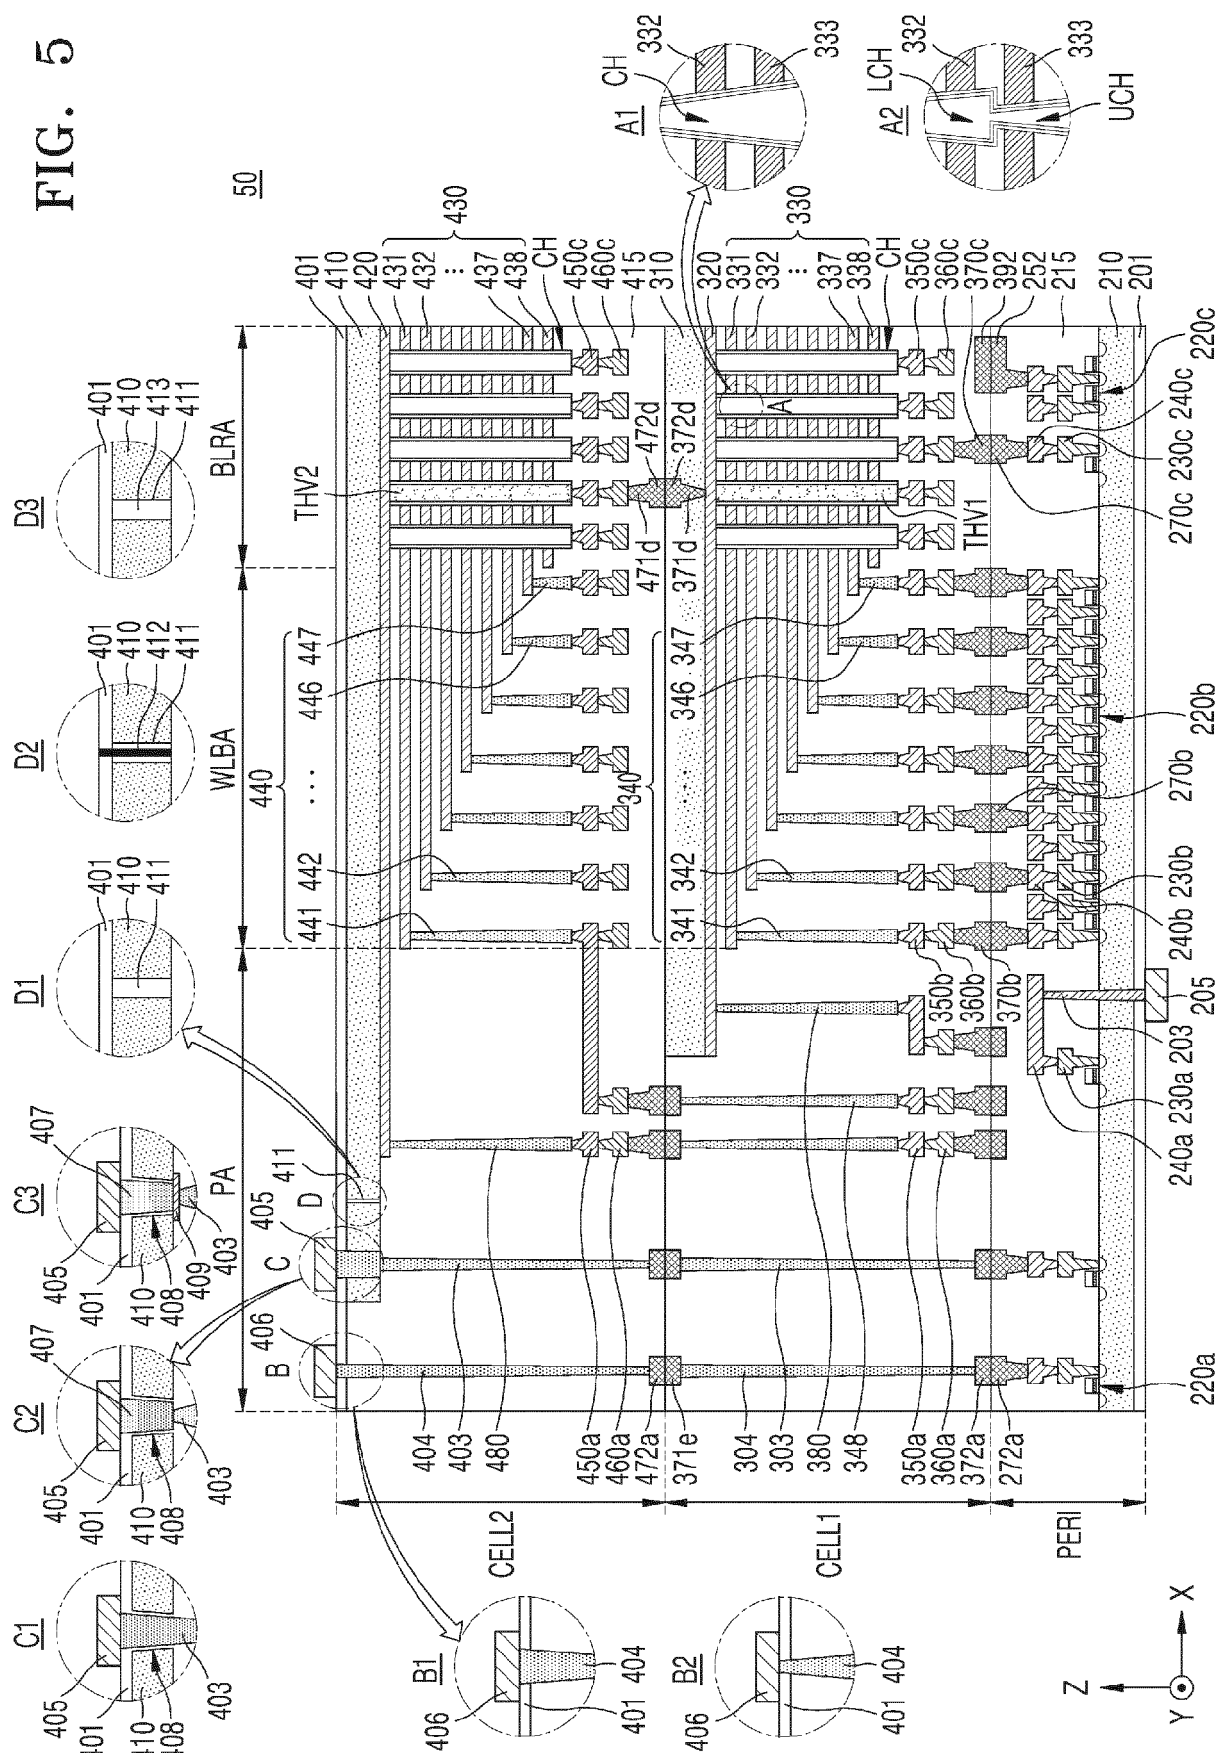 FIG. 5
50
C1
405
401
410
408
403
C2
407
405
401
410
408
403
C3
407
405
401
410
408
409
403
D1
401
410
411
D2
401
410
412
411
D3
401
410
413
411
PA
WLBA
BLRA
THV2
440
441
442
...
446
447
B
406
C
405
D
411
401
410
420
431
432
430
437
438
CH
450c
460c
415
310
320
331
332
330
337
338
CH
350c
360c
370c
392
252
215
210
201
471d
472d
371d
372d
340
341
342
...
346
347
A
THV1
350b
360b
370b
404
403
480
450a
460a
472a
371e
304
303
380
348
350a
360a
372a
272a
220a
240a
230a
203
205
240b
230b
270b
220b
270c
230c
240c
220c
CELL2
CELL1
PERI
A1
332
CH
333
A2
332
LCH
333
UCH
B1
406
401
404
B2
406
401
404
Z
Y
X